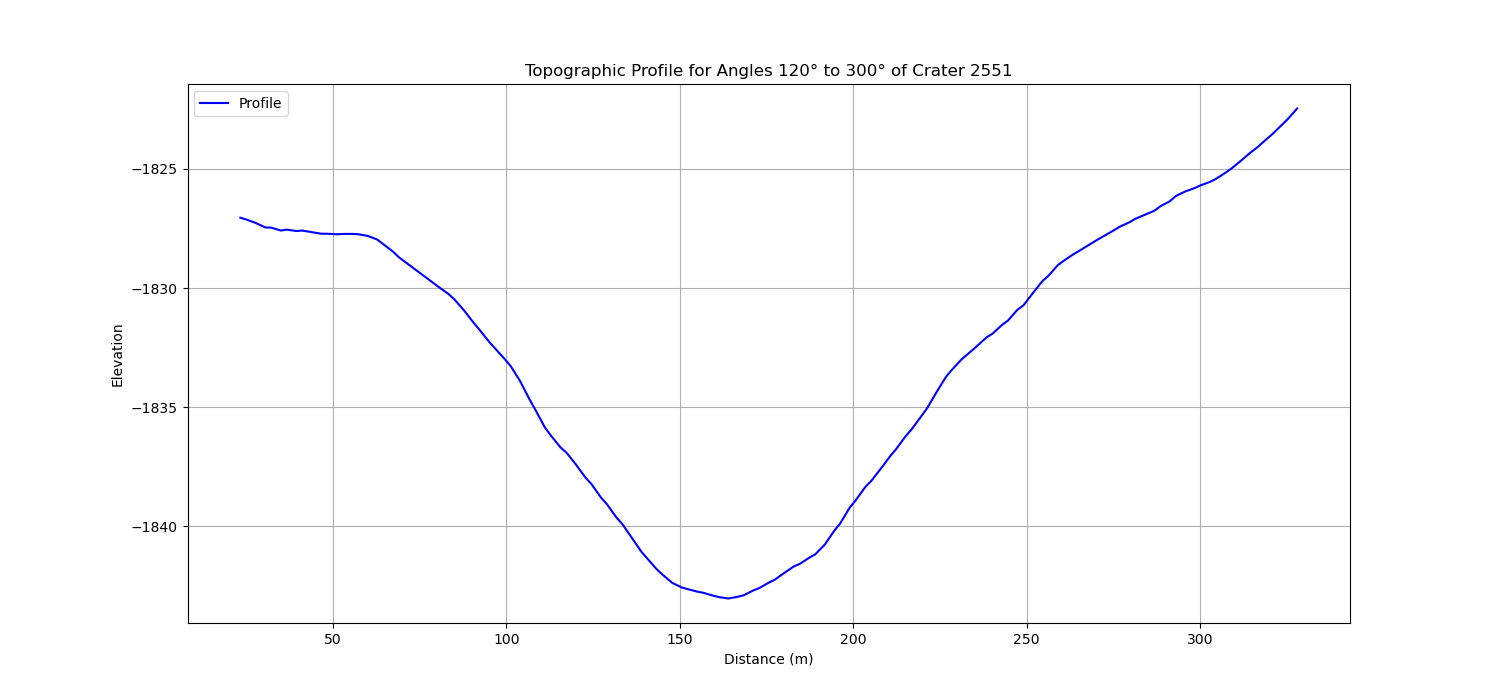 Topographic Profile for Angles 120° to 300° of Crater 2551
Profile
−1825
−1830
−1835
−1840
Elevation
50 100 150 200 250 300
Distance (m)